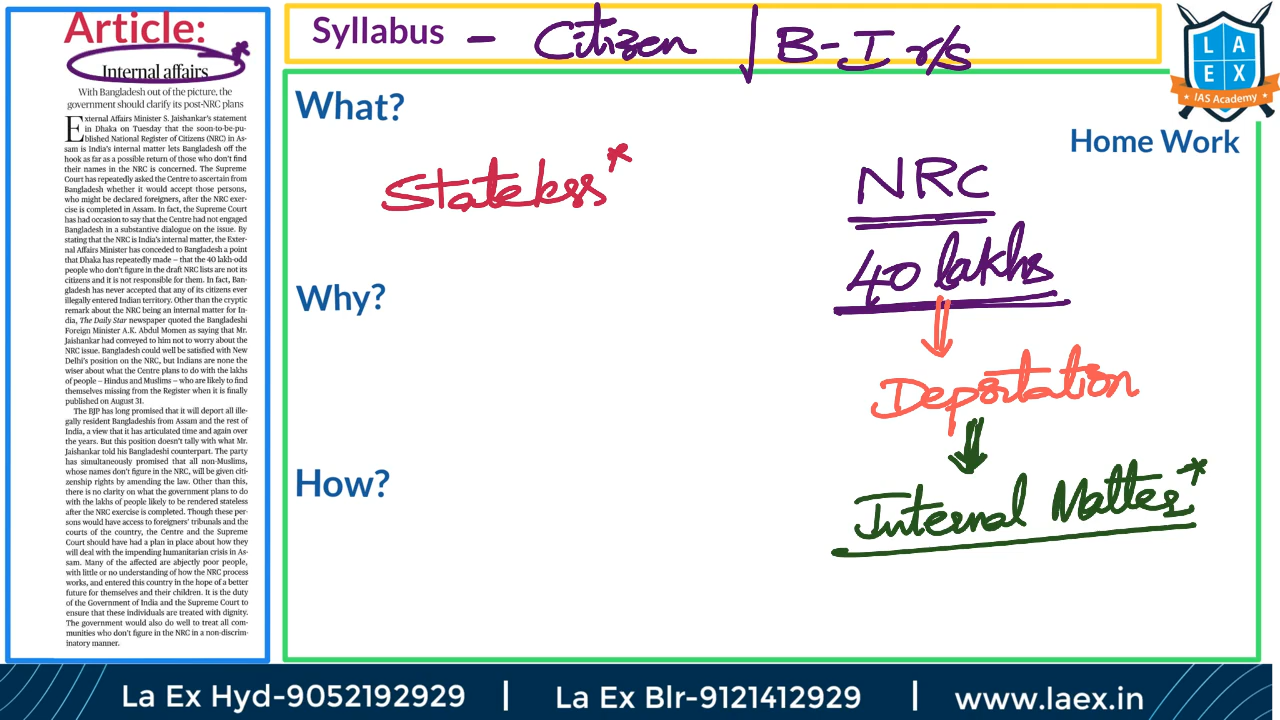 Article:
Internal affairs
With Bangladesh out of the picture, the
government should clarify its post-NRC plans
External Affairs Minister S. Jaishankar's statement
in Dhaka on Tuesday that the soon-to-be-pu-
blished National Register of Citizens (NRC) in As-
sam is India's internal matter lets Bangladesh off the
hook as far as a possible return of those who don't find
their names in the NRC is concerned. The Supreme
Court has repeatedly asked the Centre to ascertain from
Bangladesh whether it would accept those persons,
who might be declared foreigners, after the NRC exer-
cise is completed in Assam. In fact, the Supreme Court
has had occasion to say that the Centre had not engaged
Bangladesh in a substantive dialogue on the issue. By
stating that the NRC is India's internal matter, the Exter-
nal Affairs Minister has conceded to Bangladesh a point
that Dhaka has repeatedly made – that the 40 lakh-odd
people who don't figure in the draft NRC lists are not its
citizens and it is not responsible for them. In fact, Ban-
gladesh has never accepted that any of its citizens ever
illegally entered Indian territory. Other than the cryptic
remark about the NRC being an internal matter for In-
dia, The Daily Star newspaper quoted the Bangladeshi
Foreign Minister A.K. Abdul Momen as saying that Mr.
Jaishankar had conveyed to him not to worry about the
NRC issue. Bangladesh could well be satisfied with New
Delhi's position on the NRC, but Indians are none the
wiser about what the Centre plans to do with the lakhs
of people – Hindus and Muslims – who are likely to find
themselves missing from the Register when it is finally
published on August 31.
The BJP has long promised that it will deport all ille-
gally resident Bangladeshis from Assam and the rest of
India, a view that it has articulated time and again over
the years. But this position doesn't tally with what Mr.
Jaishankar told his Bangladeshi counterpart. The party
has simultaneously promised that all non-Muslims,
whose names don't figure in the NRC, will be given citi-
zenship rights by amending the law. Other than this,
there is no clarity on what the government plans to do
with the lakhs of people likely to be rendered stateless
after the NRC exercise is completed. Though these per-
sons would have access to foreigners' tribunals and the
courts of the country, the Centre and the Supreme
Court should have had a plan in place about how they
will deal with the impending humanitarian crisis in As-
sam. Many of the affected are abjectly poor people,
with little or no understanding of how the NRC process
works, and entered this country in the hope of a better
future for themselves and their children. It is the duty
of the Government of India and the Supreme Court to
ensure that these individuals are treated with dignity.
The government would also do well to treat all com-
munities who don't figure in the NRC in a non-discrim-
inatory manner.
Syllabus - Citizen | B-I r/s
LA
EX
IAS Academy
What?
Home Work
Stateless*
NRC
40 lakhs
Why?
Deportation
How?
Internal Matter*
La Ex Hyd-9052192929 | La Ex Blr-9121412929 | www.laex.in